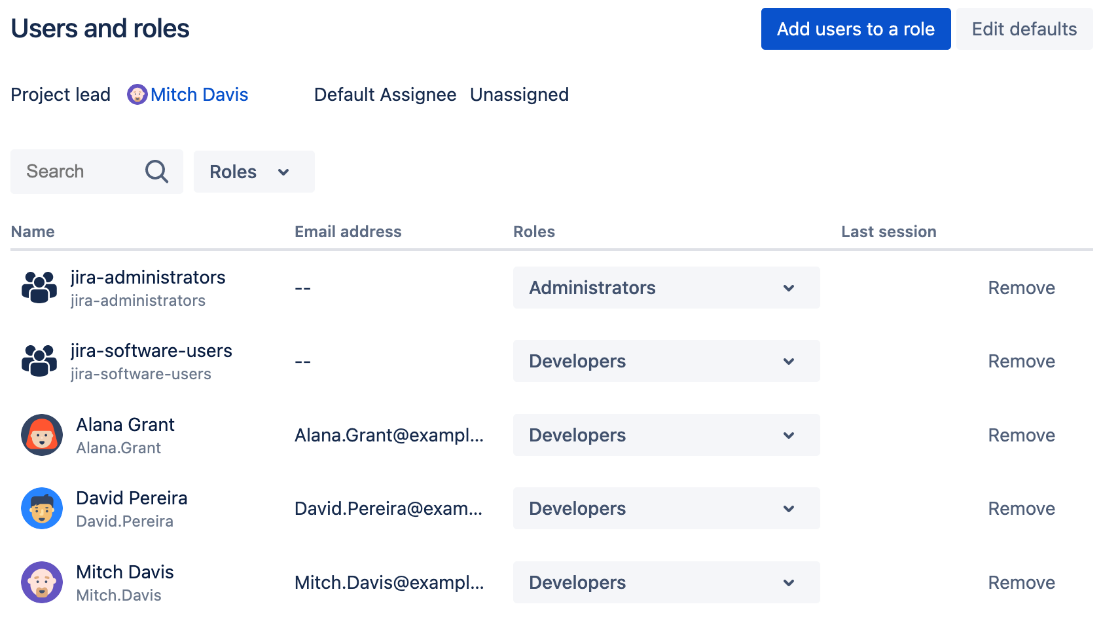 Users and roles
Add users to a role
Edit defaults
Project lead Mitch Davis Default Assignee Unassigned
Search Roles
Name Email address Roles Last session
jira-administrators
jira-administrators
-- Administrators Remove
jira-software-users
jira-software-users
-- Developers Remove
Alana Grant
Alana.Grant
Alana.Grant@exampl... Developers Remove
David Pereira
David.Pereira
David.Pereira@exam... Developers Remove
Mitch Davis
Mitch.Davis
Mitch.Davis@exampl... Developers Remove